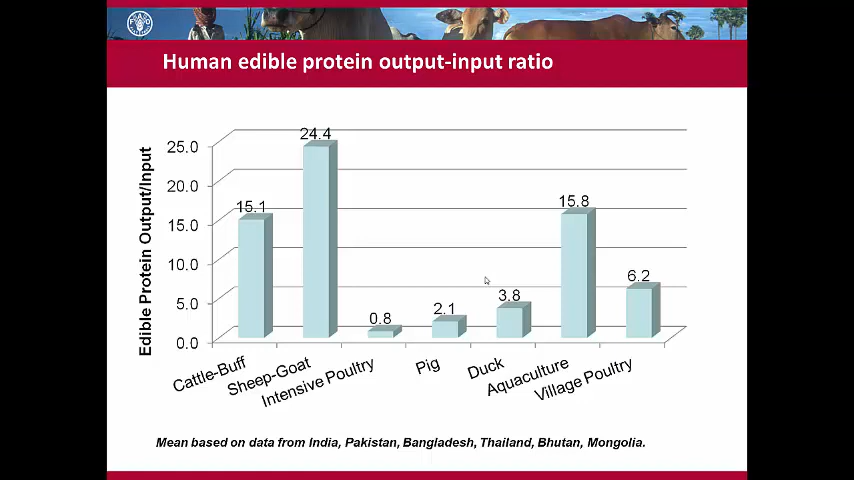 Human edible protein output-input ratio
Edible Protein Output/Input
25.0
20.0
15.0
10.0
5.0
0.0
15.1
24.4
0.8
2.1
3.8
15.8
6.2
Cattle-Buff
Sheep-Goat
Intensive Poultry
Pig
Duck
Aquaculture
Village Poultry
Mean based on data from India, Pakistan, Bangladesh, Thailand, Bhutan, Mongolia.